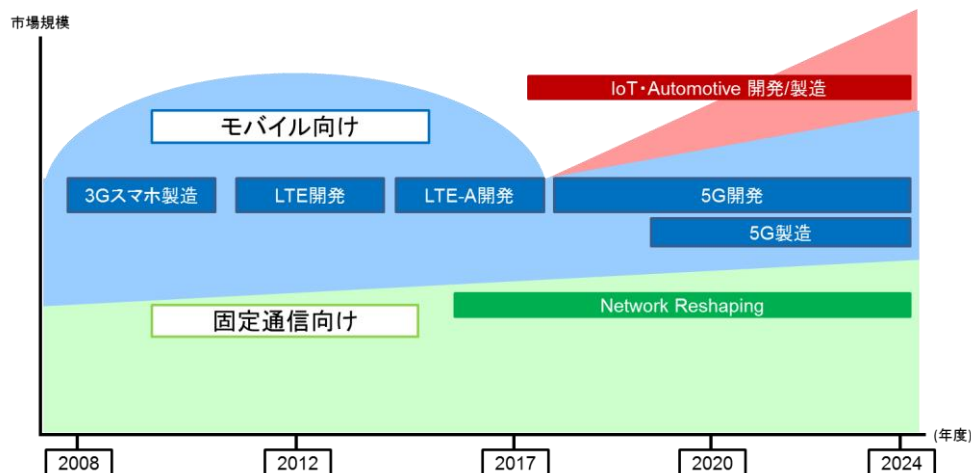 市場規模
IoT・Automotive 開発/製造
モバイル向け
3Gスマホ製造
LTE開発
LTE-A開発
5G開発
5G製造
Network Reshaping
固定通信向け
(年度)
2008
2012
2017
2020
2024